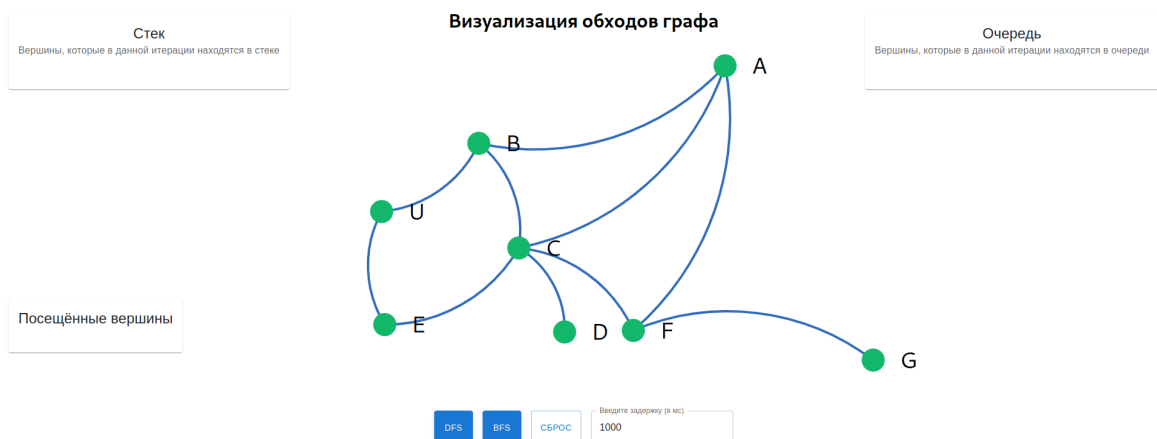 Визуализация обходов графа
Стек
Вершины, которые в данной итерации находятся в стеке
Очередь
Вершины, которые в данной итерации находятся в очереди
A
B
U
C
Посещённые вершины
E
D
F
G
DFS
BFS
СБРОС
Введите задержку (в мс)
1000